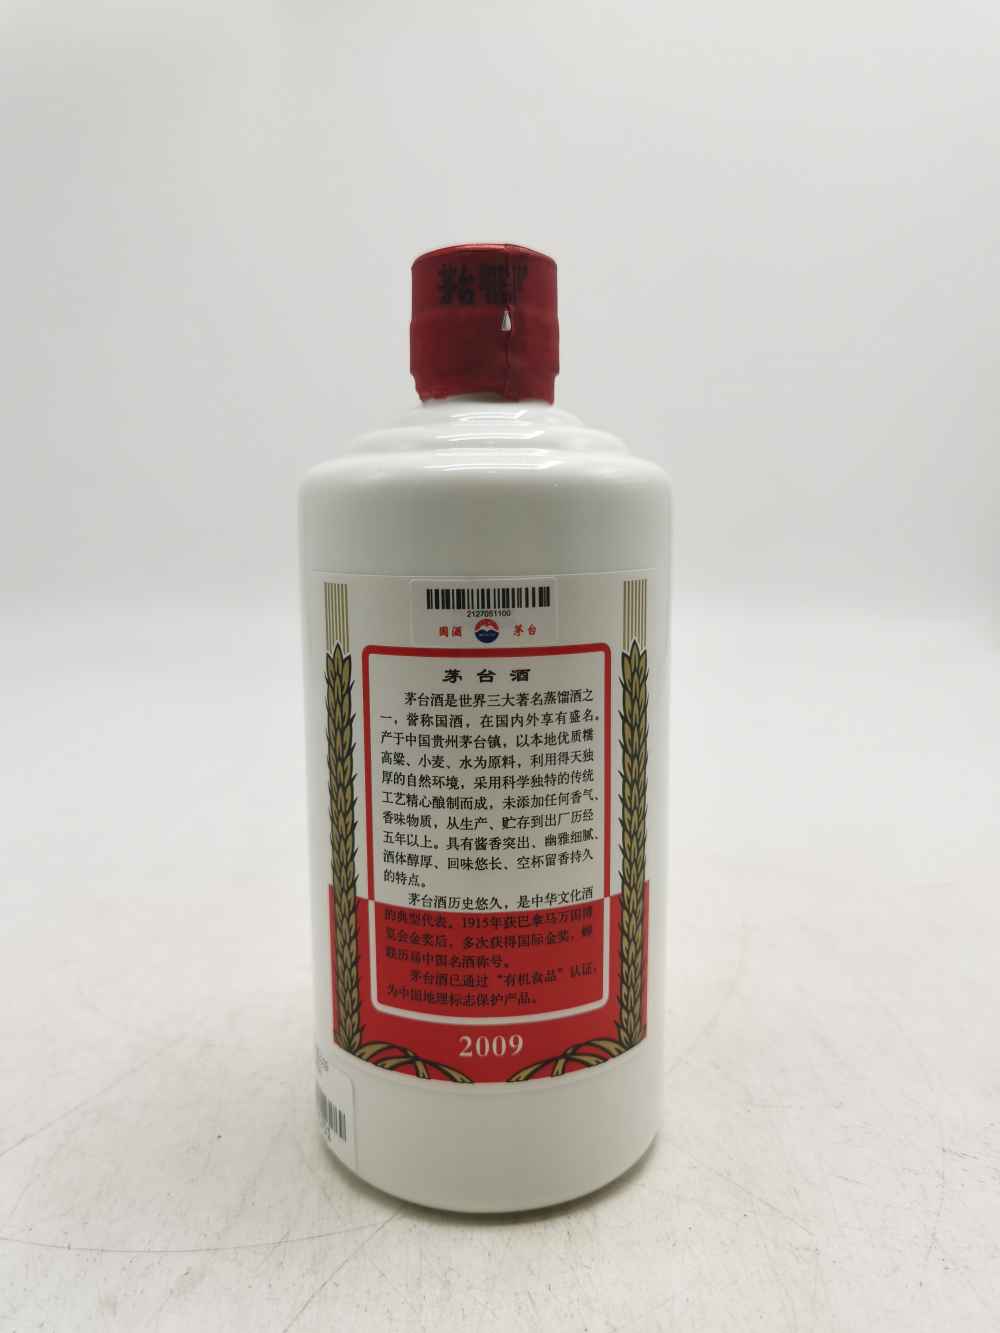 茅台
2127051100
国酒 茅台
茅台酒
茅台酒是世界三大著名蒸馏酒之
一，誉称国酒，在国内外享有盛名。
产于中国贵州茅台镇，以本地优质糯
高粱、小麦、水为原料，利用得天独
厚的自然环境，采用科学独特的传统
工艺精心酿制而成，未添加任何香气、
香味物质，从生产、贮存到出厂历经
五年以上。具有酱香突出、幽雅细腻、
酒体醇厚、回味悠长、空杯留香持久
的特点。
茅台酒历史悠久，是中华文化酒
的典型代表。1915年获巴拿马万国博
览会金奖后，多次获得国际金奖，蝉
联历届中国名酒称号。
茅台酒已通过“有机食品”认证，
为中国地理标志保护产品。
2009